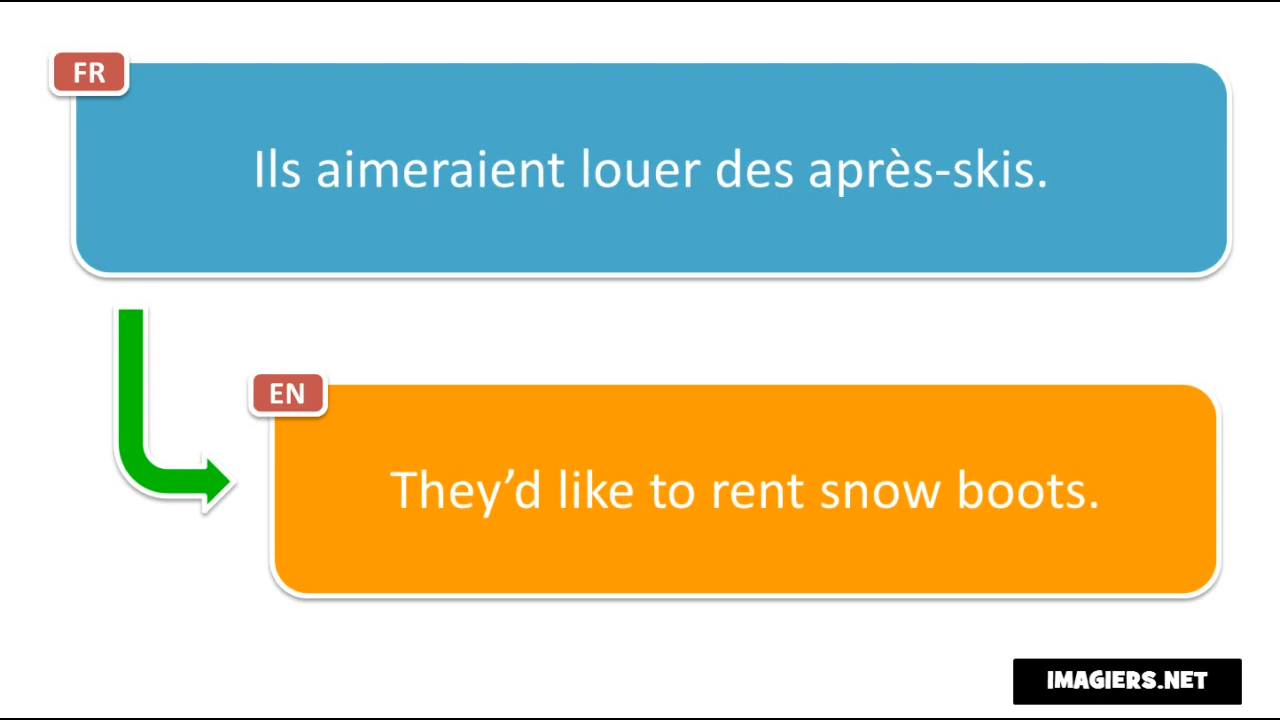 FR
Ils aimeraient louer des après-skis.
EN
They’d like to rent snow boots.
IMAGIERS.NET